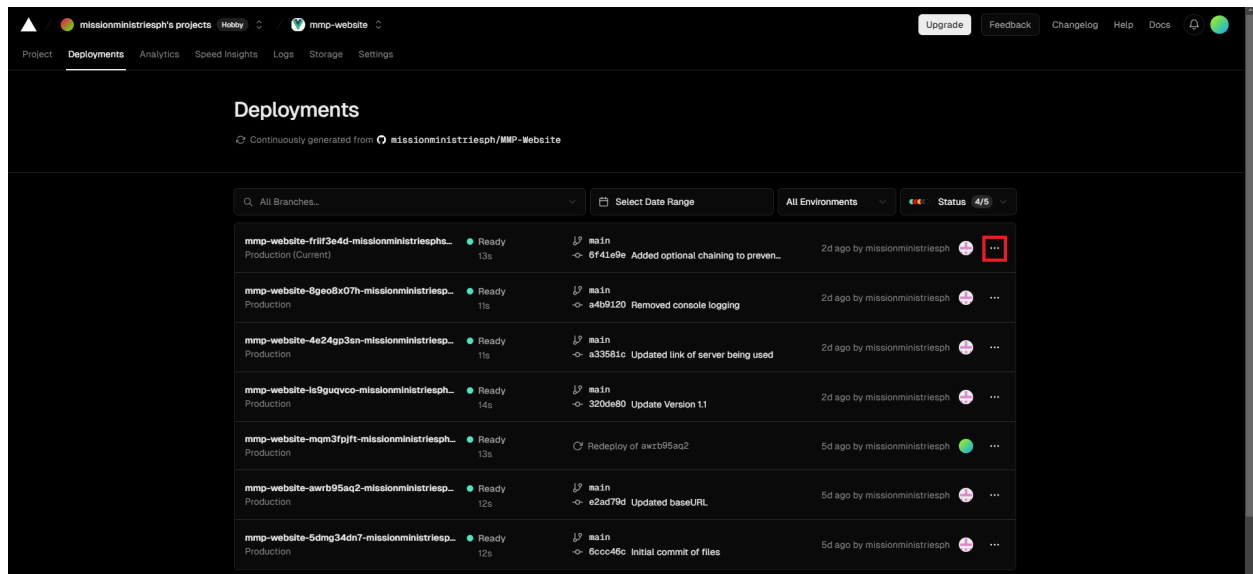 missionministriesph's projects Hobby mmp-website Upgrade Feedback Changelog Help Docs
Project Deployments Analytics Speed Insights Logs Storage Settings
Deployments
Continuously generated from missionministriesph/MMP-Website
All Branches... Select Date Range All Environments Status 4/5
mmp-website-friif3e4d-missionministriesphs... Ready main
Production (Current) 13s 6f41e9e Added optional chaining to preven... 2d ago by missionministriesph
mmp-website-8geo8x07h-missionministriesp... Ready main
Production 11s a4b9120 Removed console logging 2d ago by missionministriesph
mmp-website-4e24gp3sn-missionministriesp... Ready main
Production 11s a33581c Updated link of server being used 2d ago by missionministriesph
mmp-website-is9guqvco-missionministriesph... Ready main
Production 14s 320de80 Update Version 1.1 2d ago by missionministriesph
mmp-website-mqm3fpjft-missionministriesph... Ready
Production 13s Redeploy of awrb95aq2 5d ago by missionministriesph
mmp-website-awrb95aq2-missionministriesp... Ready main
Production 12s e2ad79d Updated baseURL 5d ago by missionministriesph
mmp-website-5dmg34dn7-missionministriesp... Ready main
Production 12s 6ccc46c Initial commit of files 5d ago by missionministriesph